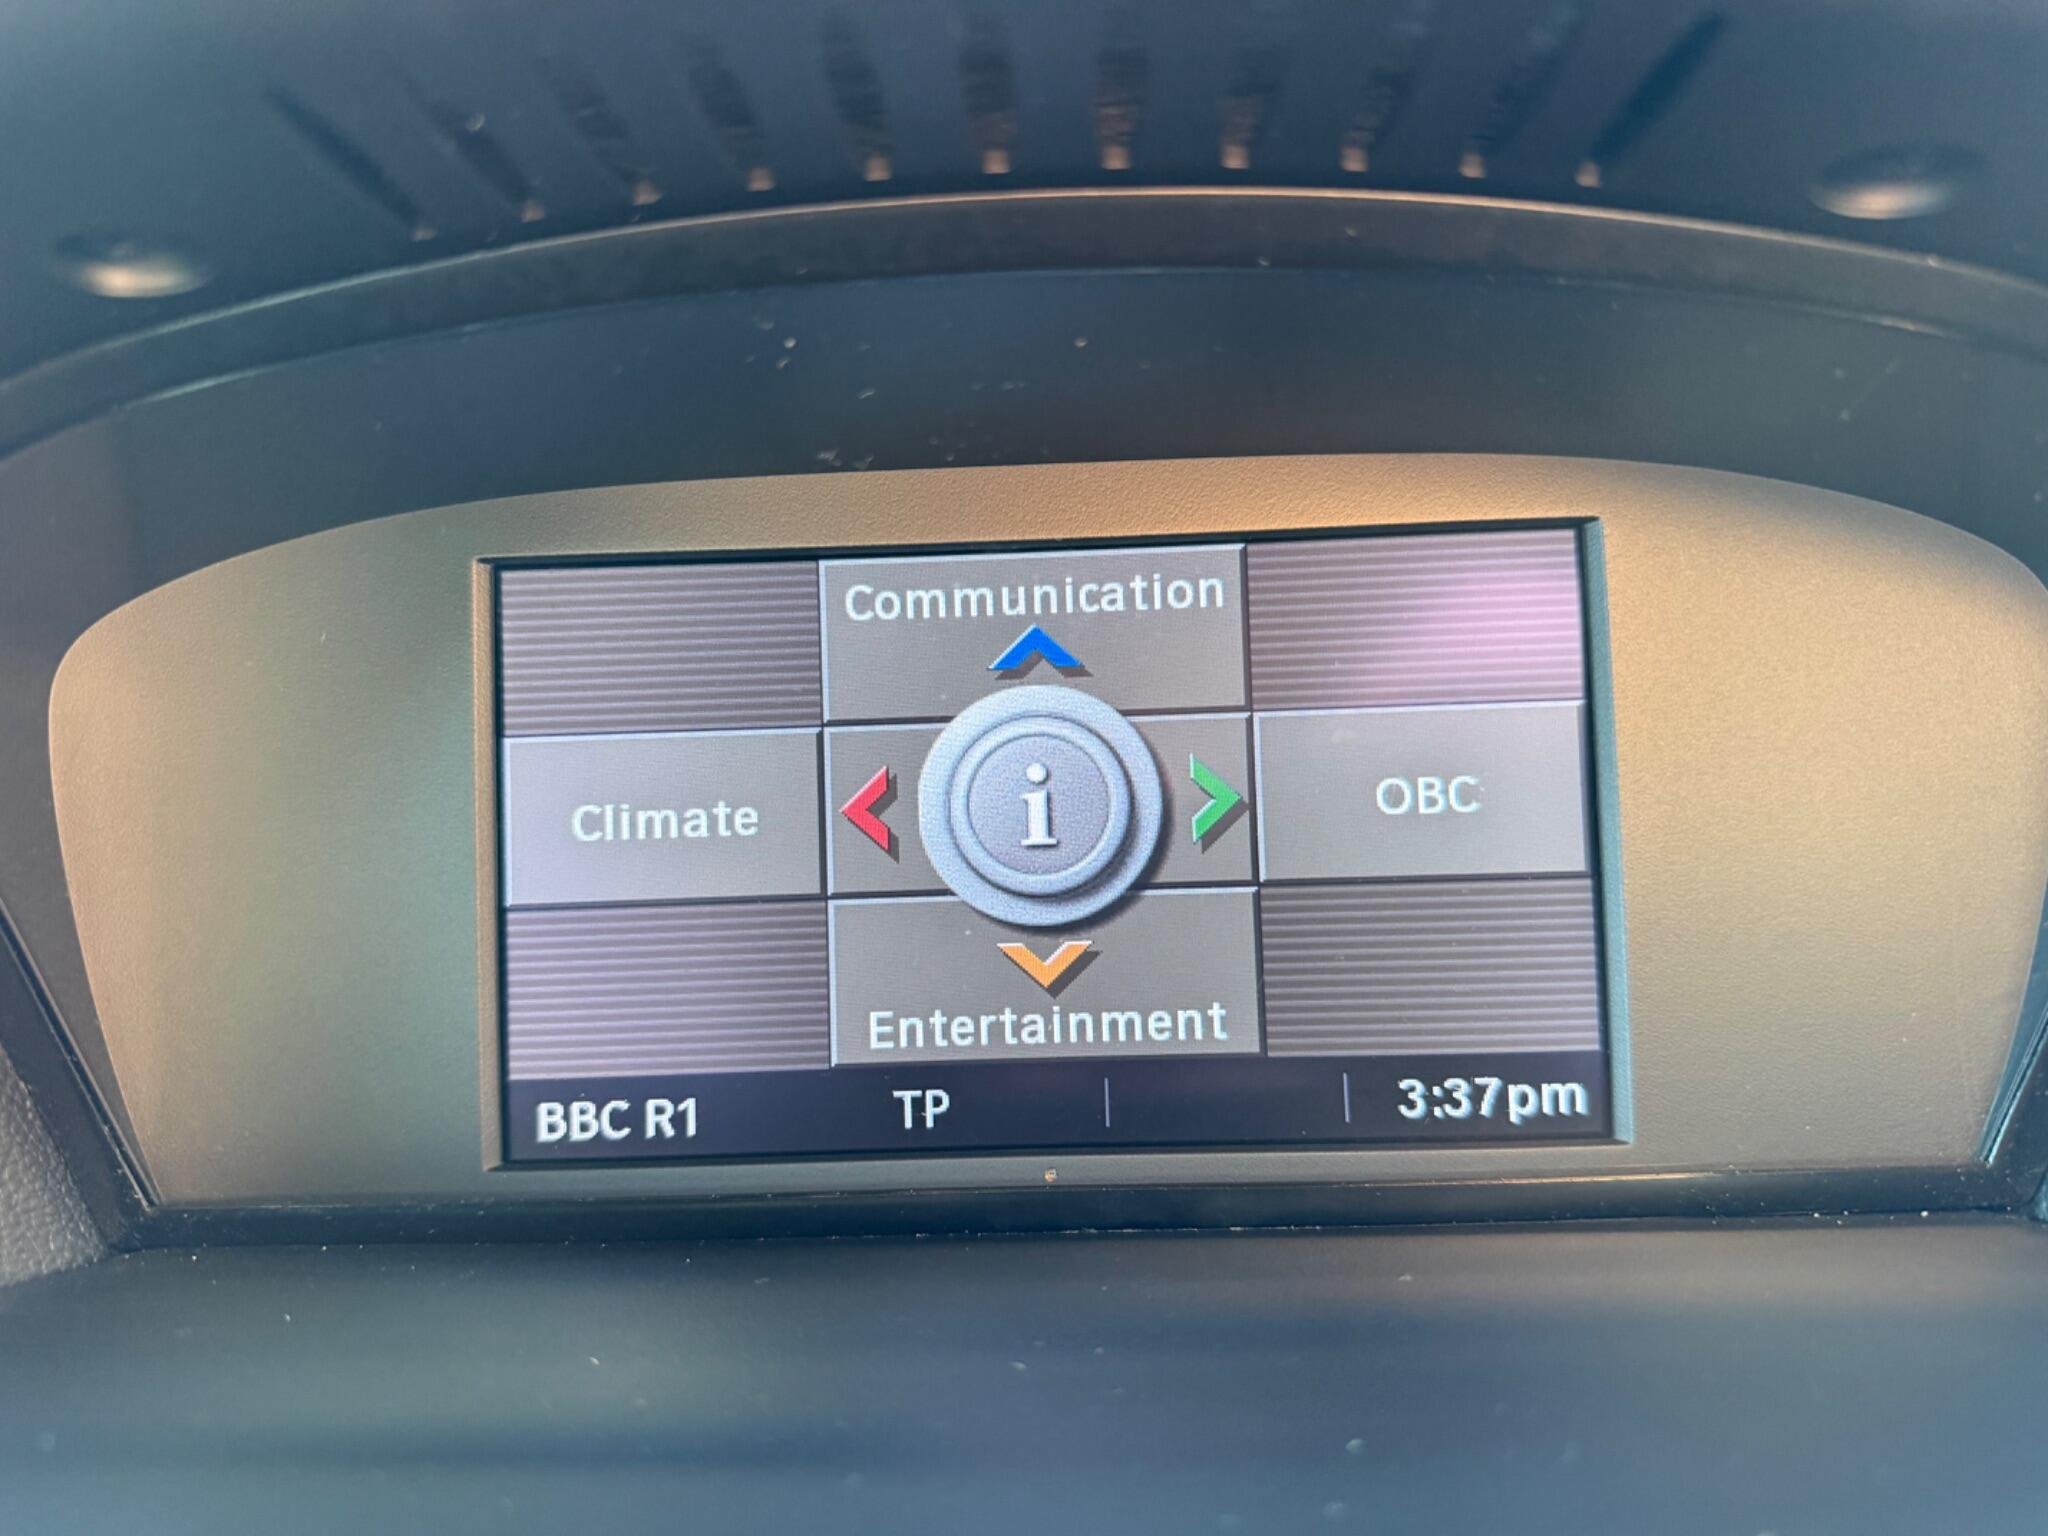 Communication
Climate
i
OBC
Entertainment
BBC R1 TP 3:37pm